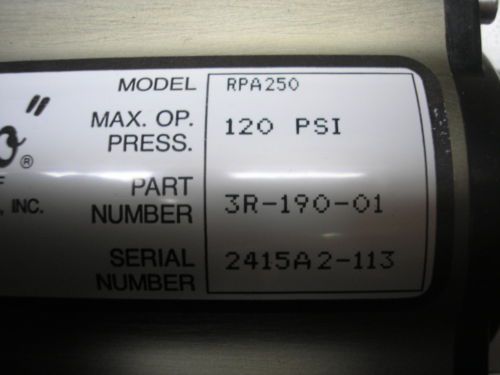 MODEL RPA250
MAX. OP. PRESS. 120 PSI
PART NUMBER 3R-190-01
SERIAL NUMBER 2415A2-113
o"®
F
, INC.